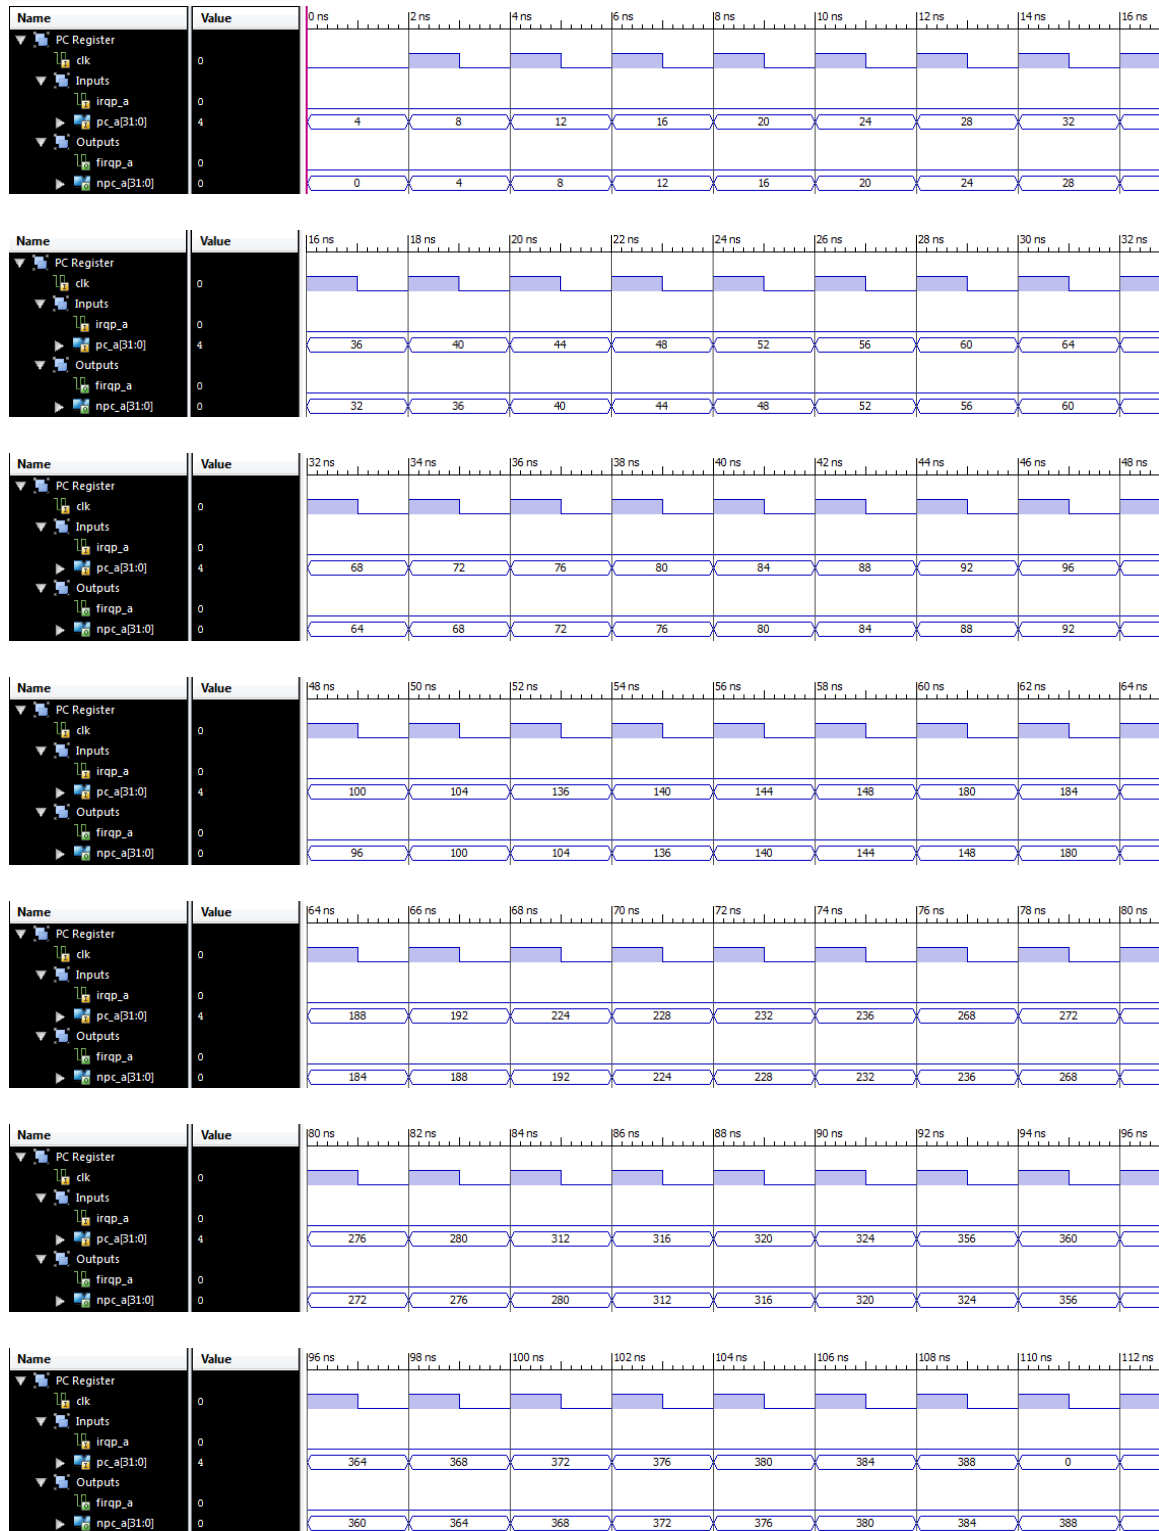 Name Value 0 ns 2 ns 4 ns 6 ns 8 ns 10 ns 12 ns 14 ns 16 ns
PC Register
clk 0
Inputs
irqp_a 0
pc_a[31:0] 4 4 8 12 16 20 24 28 32
Outputs
firqp_a 0
npc_a[31:0] 0 0 4 8 12 16 20 24 28
Name Value 16 ns 18 ns 20 ns 22 ns 24 ns 26 ns 28 ns 30 ns 32 ns
PC Register
clk 0
Inputs
irqp_a 0
pc_a[31:0] 4 36 40 44 48 52 56 60 64
Outputs
firqp_a 0
npc_a[31:0] 0 32 36 40 44 48 52 56 60
Name Value 32 ns 34 ns 36 ns 38 ns 40 ns 42 ns 44 ns 46 ns 48 ns
PC Register
clk 0
Inputs
irqp_a 0
pc_a[31:0] 4 68 72 76 80 84 88 92 96
Outputs
firqp_a 0
npc_a[31:0] 0 64 68 72 76 80 84 88 92
Name Value 48 ns 50 ns 52 ns 54 ns 56 ns 58 ns 60 ns 62 ns 64 ns
PC Register
clk 0
Inputs
irqp_a 0
pc_a[31:0] 4 100 104 136 140 144 148 180 184
Outputs
firqp_a 0
npc_a[31:0] 0 96 100 104 136 140 144 148 180
Name Value 64 ns 66 ns 68 ns 70 ns 72 ns 74 ns 76 ns 78 ns 80 ns
PC Register
clk 0
Inputs
irqp_a 0
pc_a[31:0] 4 188 192 224 228 232 236 268 272
Outputs
firqp_a 0
npc_a[31:0] 0 184 188 192 224 228 232 236 268
Name Value 80 ns 82 ns 84 ns 86 ns 88 ns 90 ns 92 ns 94 ns 96 ns
PC Register
clk 0
Inputs
irqp_a 0
pc_a[31:0] 4 276 280 312 316 320 324 356 360
Outputs
firqp_a 0
npc_a[31:0] 0 272 276 280 312 316 320 324 356
Name Value 96 ns 98 ns 100 ns 102 ns 104 ns 106 ns 108 ns 110 ns 112 ns
PC Register
clk 0
Inputs
irqp_a 0
pc_a[31:0] 4 364 368 372 376 380 384 388 0
Outputs
firqp_a 0
npc_a[31:0] 0 360 364 368 372 376 380 384 388